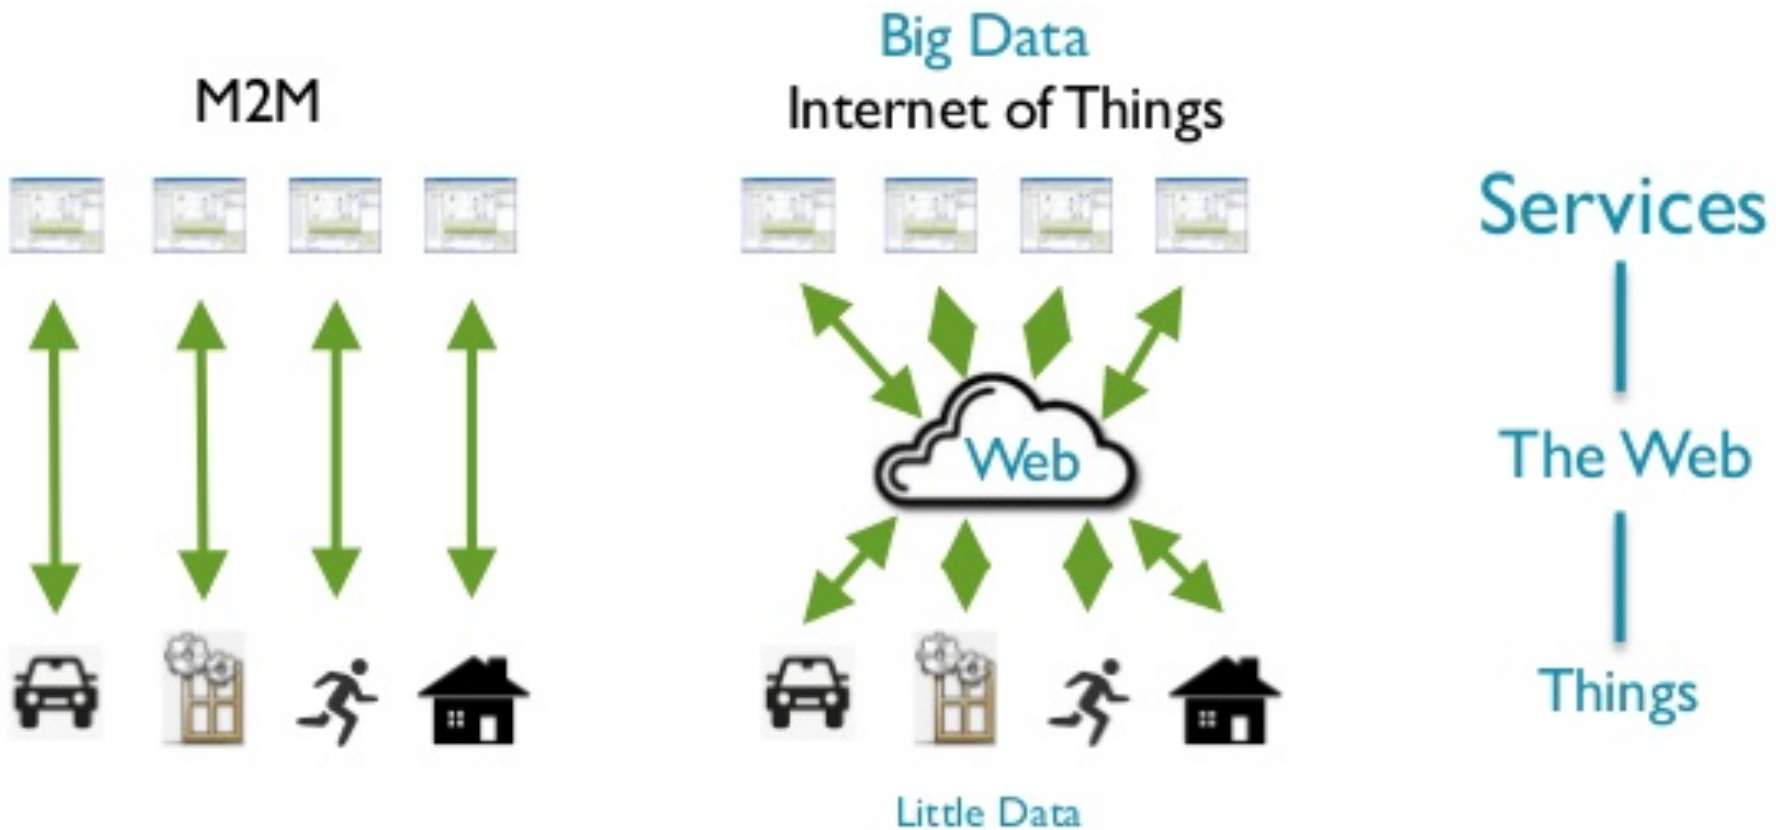 M2M
Big Data
Internet of Things
Web
Little Data
Services
The Web
Things